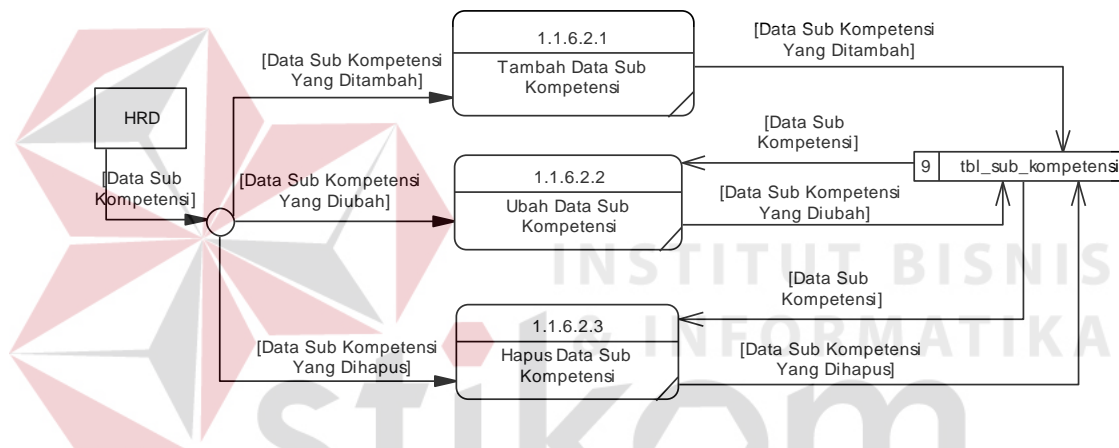 1.1.6.2.1
Tambah Data Sub
Kompetensi
[Data Sub Kompetensi
Yang Ditambah]
[Data Sub Kompetensi
Yang Ditambah]
HRD
[Data Sub
Kompetensi]
[Data Sub Kompetensi
Yang Diubah]
1.1.6.2.2
Ubah Data Sub
Kompetensi
[Data Sub
Kompetensi]
[Data Sub Kompetensi
Yang Diubah]
9 tbl_sub_kompetensi
[Data Sub
Kompetensi]
1.1.6.2.3
Hapus Data Sub
Kompetensi
[Data Sub Kompetensi
Yang Dihapus]
[Data Sub Kompetensi
Yang Dihapus]
INSTITUT BISNIS
& INFORMATIKA
stikom